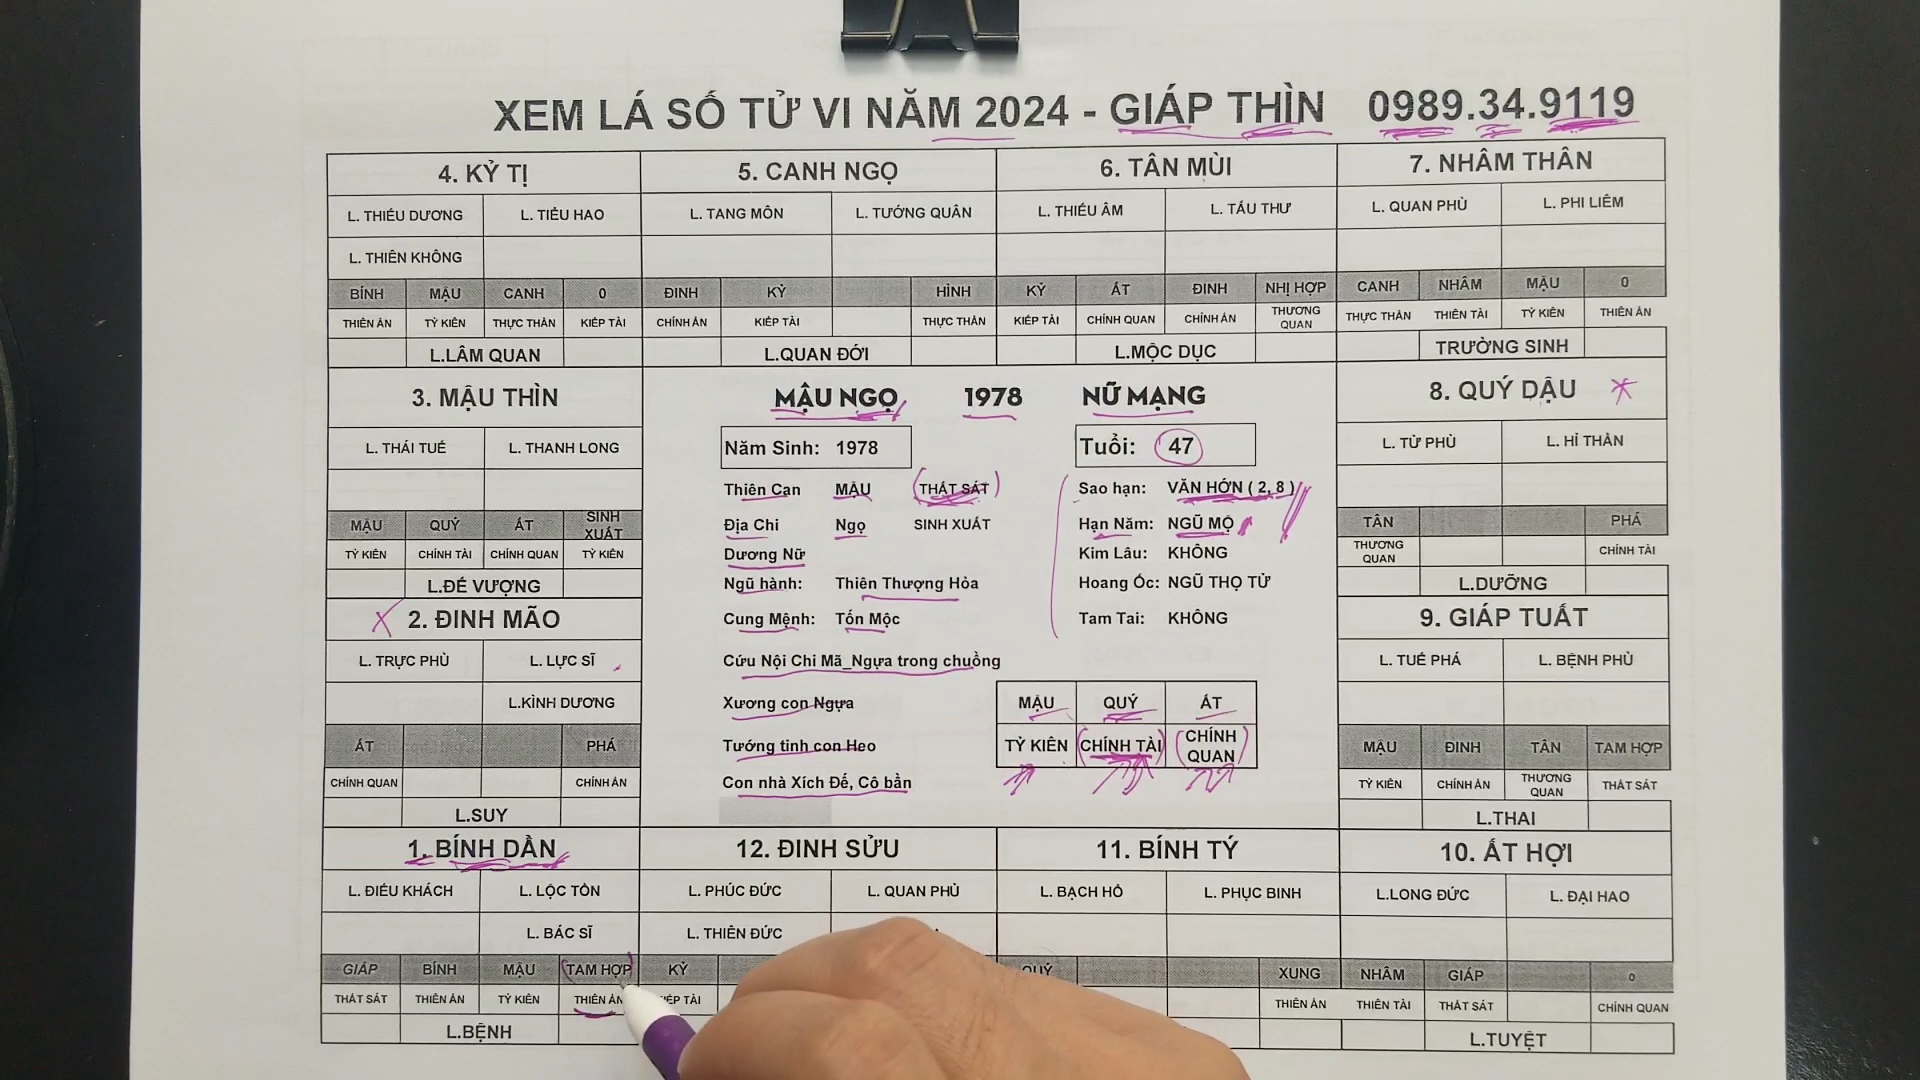 XEM LÁ SỐ TỬ VI NĂM 2024 - GIÁP THÌN 0989.34.9119
4. KỶ TỊ
L. THIẾU DƯƠNG L. TIỂU HAO
L. THIÊN KHÔNG
BÍNH MẬU CANH 0
THIÊN ẤN TỶ KIÊN THỰC THẦN KIẾP TÀI
L.LÂM QUAN
5. CANH NGỌ
L. TANG MÔN L. TƯỚNG QUÂN
ĐINH KỶ HÌNH
CHÍNH ẤN KIẾP TÀI THỰC THẦN
L.QUAN ĐỚI
6. TÂN MÙI
L. THIẾU ÂM L. TẤU THƯ
KỶ ẤT ĐINH NHỊ HỢP
KIẾP TÀI CHÍNH QUAN CHÍNH ẤN THƯƠNG QUAN
L.MỘC DỤC
7. NHÂM THÂN
L. QUAN PHÙ L. PHI LIÊM
CANH NHÂM MẬU 0
THỰC THẦN THIÊN TÀI TỶ KIÊN THIÊN ẤN
TRƯỜNG SINH
3. MẬU THÌN
L. THÁI TUẾ L. THANH LONG
MẬU QUÝ ẤT SINH XUẤT
TỶ KIÊN CHÍNH TÀI CHÍNH QUAN TỶ KIÊN
L.ĐẾ VƯỢNG
MẬU NGỌ 1978 NỮ MẠNG
Năm Sinh: 1978 Tuổi: 47
Thiên Can MẬU THẤT SÁT
Địa Chi Ngọ SINH XUẤT
Dương Nữ
Ngũ hành: Thiên Thượng Hỏa
Cung Mệnh: Tốn Mộc
Cứu Nội Chi Mã_Ngựa trong chuồng
Xương con Ngựa
Tướng tinh con Heo
Con nhà Xích Đế, Cô bần
Sao hạn: VĂN HỚN ( 2, 8 )
Hạn Năm: NGŨ MỘ
Kim Lâu: KHÔNG
Hoang Ốc: NGŨ THỌ TỬ
Tam Tai: KHÔNG
MẬU QUÝ ẤT
TỶ KIÊN CHÍNH TÀI CHÍNH QUAN
8. QUÝ DẬU
L. TỬ PHÙ L. HỈ THẦN
TÂN PHÁ
THƯƠNG QUAN CHÍNH TÀI
L.DƯỠNG
2. ĐINH MÃO
L. TRỰC PHÙ L. LỰC SĨ
L.KÌNH DƯƠNG
ẤT PHÁ
CHÍNH QUAN CHÍNH ẤN
L.SUY
9. GIÁP TUẤT
L. TUẾ PHÁ L. BỆNH PHÙ
MẬU ĐINH TÂN TAM HỢP
TỶ KIÊN CHÍNH ẤN THƯƠNG QUAN THẤT SÁT
L.THAI
1. BÍNH DẦN
L. ĐIẾU KHÁCH L. LỘC TỒN
L. BÁC SĨ
GIÁP BÍNH MẬU TAM HỢP
THẤT SÁT THIÊN ẤN TỶ KIÊN THIÊN ẤN
L.BỆNH
12. ĐINH SỬU
L. PHÚC ĐỨC L. QUAN PHỦ
L. THIÊN ĐỨC
KỶ
TÀI
11. BÍNH TÝ
L. BẠCH HỔ L. PHỤC BINH
QUÝ XUNG
THIÊN ẤN
10. ẤT HỢI
L.LONG ĐỨC L. ĐẠI HAO
NHÂM GIÁP 0
THIÊN TÀI THẤT SÁT CHÍNH QUAN
L.TUYỆT